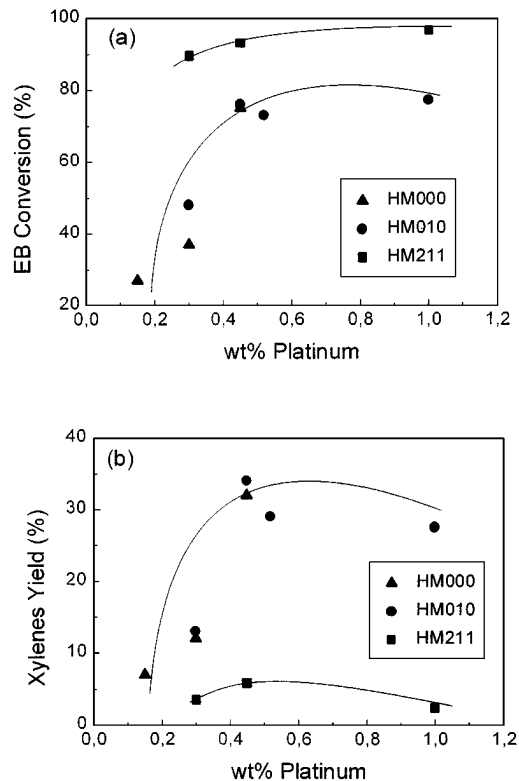 (a)
EB Conversion (%)
100
80
60
40
20
0,0 0,2 0,4 0,6 0,8 1,0 1,2
wt% Platinum
HM000
HM010
HM211
(b)
Xylenes Yield (%)
40
30
20
10
0
0,0 0,2 0,4 0,6 0,8 1,0 1,2
wt% Platinum
HM000
HM010
HM211